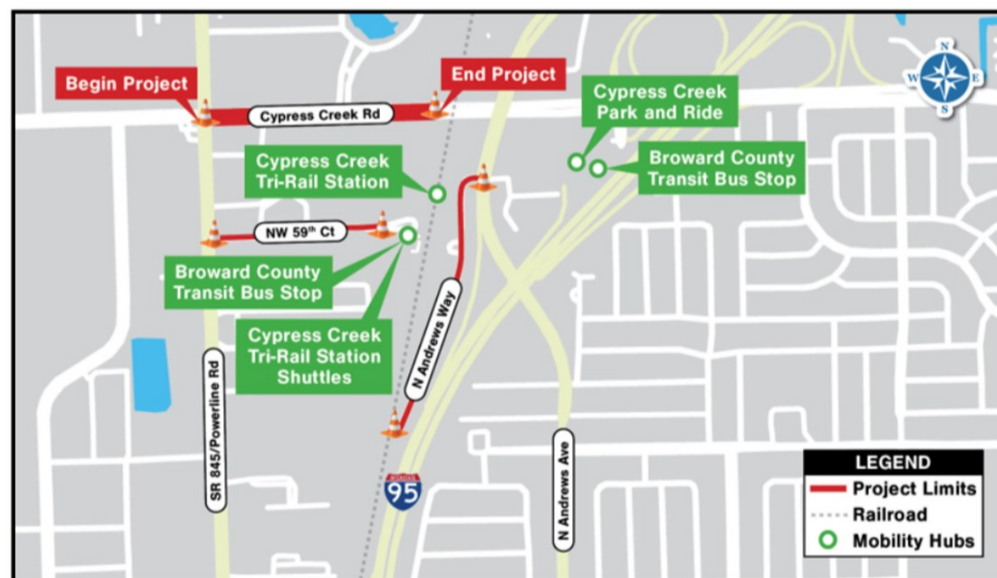 N
W
E
S
Begin Project
End Project
Cypress Creek Rd
Cypress Creek
Park and Ride
Broward County
Transit Bus Stop
Cypress Creek
Tri-Rail Station
NW 59th Ct
Broward County
Transit Bus Stop
Cypress Creek
Tri-Rail Station
Shuttles
N Andrews Way
SR 845/Powerline Rd
N Andrews Ave
95
LEGEND
Project Limits
Railroad
Mobility Hubs